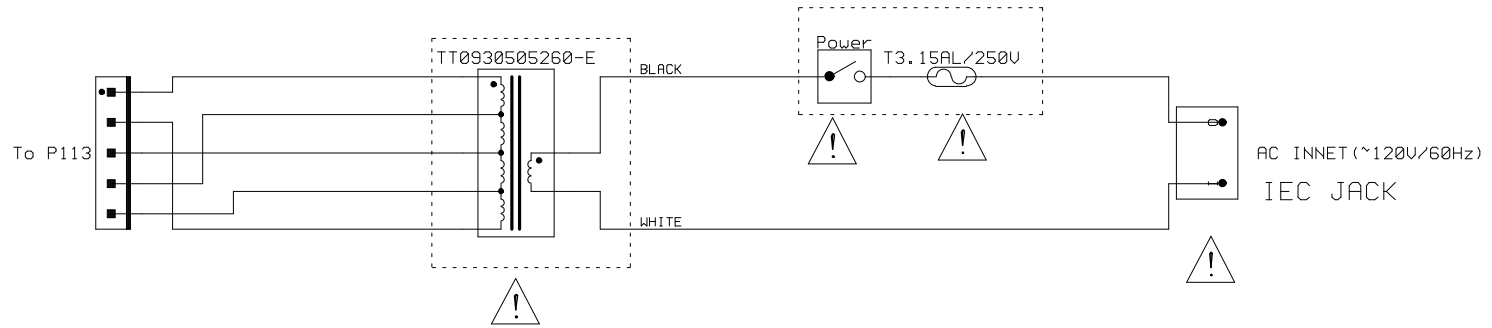 Power
TT0930505260-E
T3.15AL/250V
BLACK
To P113
AC INNET(~120V/60Hz)
IEC JACK
WHITE
!
!
!
!